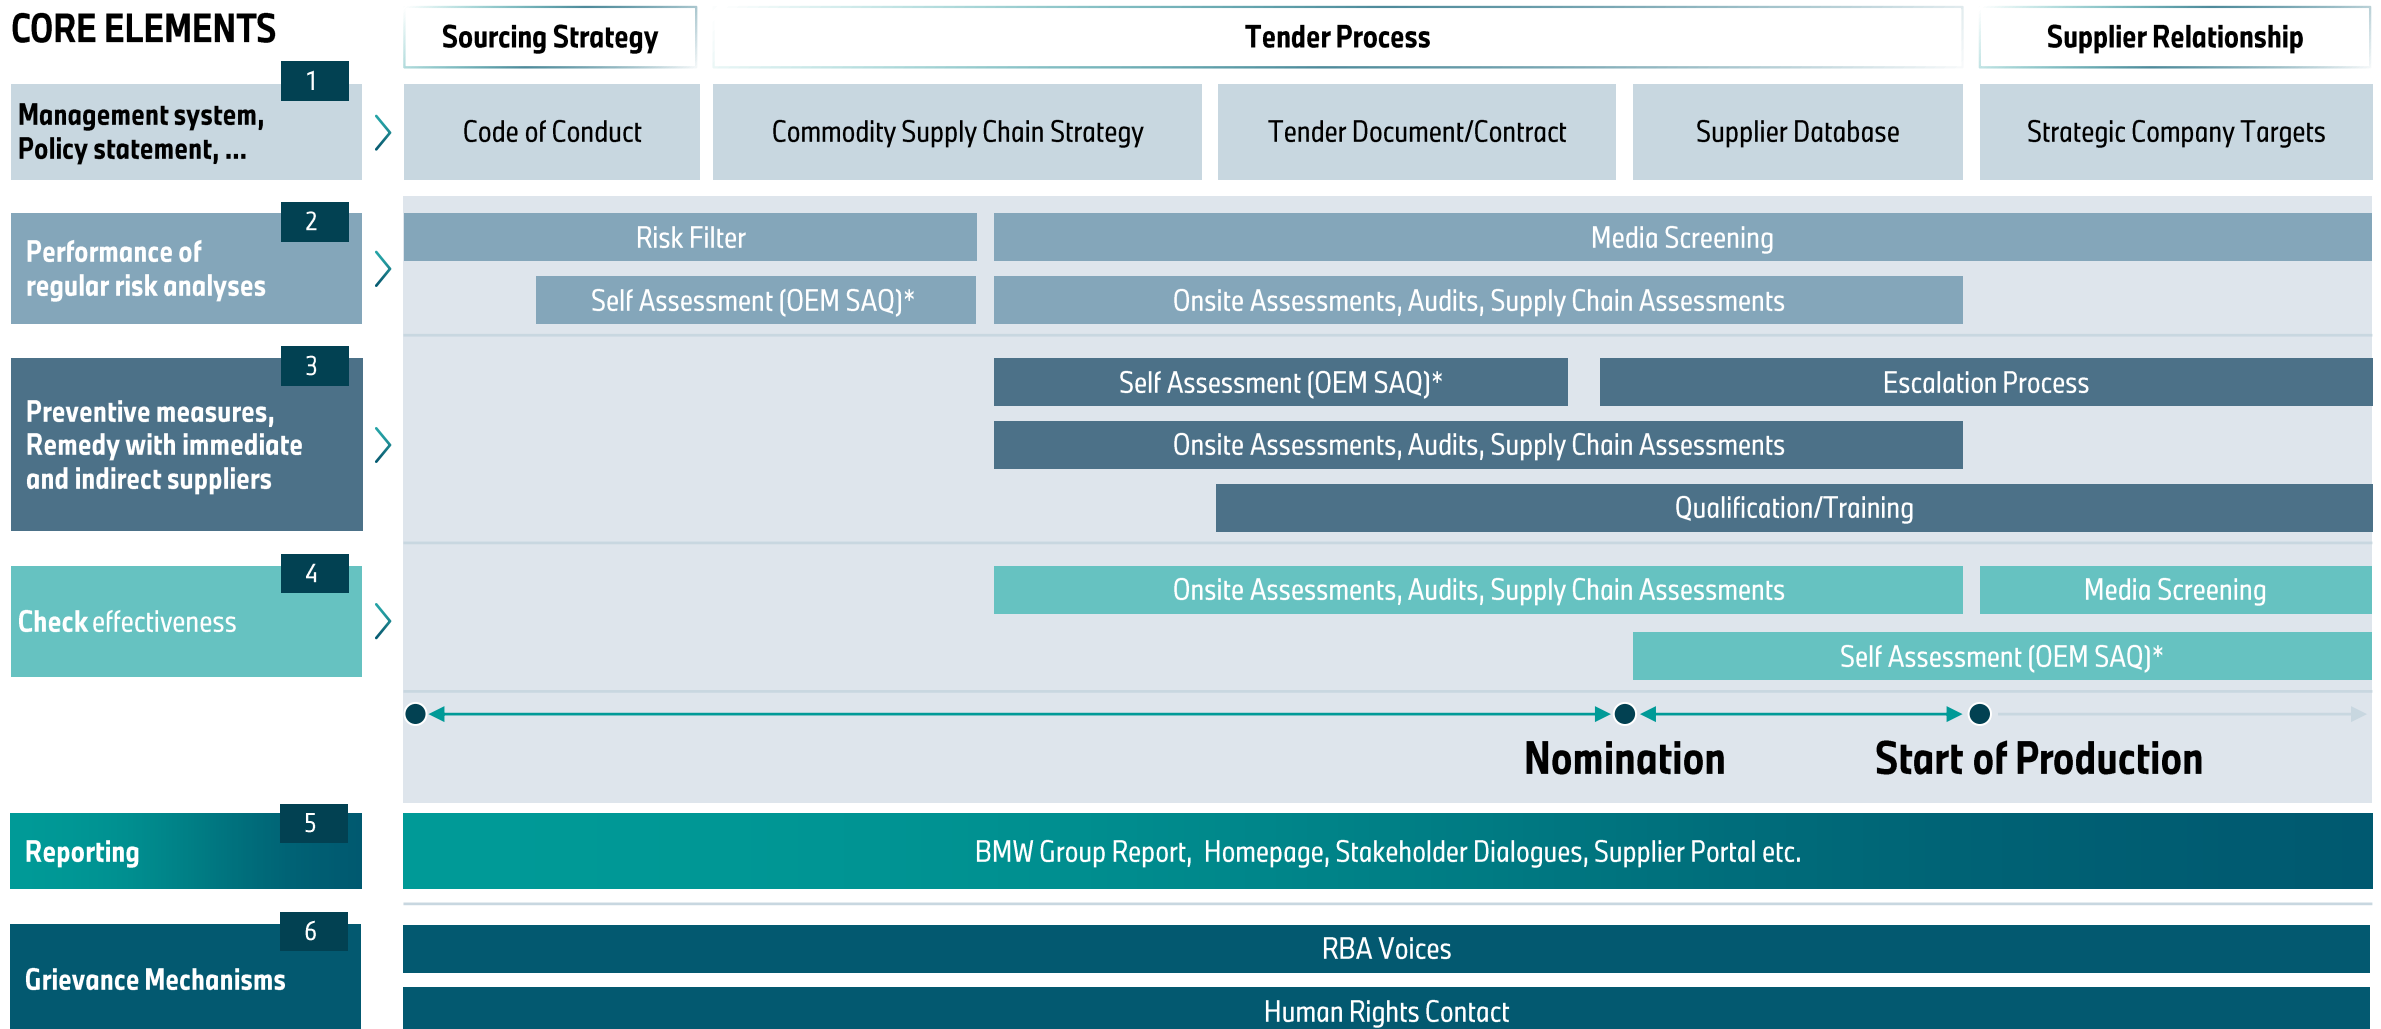 CORE ELEMENTS
Sourcing Strategy
Tender Process
Supplier Relationship
1
Management system,
Policy statement, ...
Code of Conduct
Commodity Supply Chain Strategy
Tender Document/Contract
Supplier Database
Strategic Company Targets
2
Performance of
regular risk analyses
Risk Filter
Media Screening
Self Assessment (OEM SAQ)*
Onsite Assessments, Audits, Supply Chain Assessments
3
Preventive measures,
Remedy with immediate
and indirect suppliers
Self Assessment (OEM SAQ)*
Escalation Process
Onsite Assessments, Audits, Supply Chain Assessments
Qualification/Training
4
Check effectiveness
Onsite Assessments, Audits, Supply Chain Assessments
Media Screening
Self Assessment (OEM SAQ)*
Nomination
Start of Production
5
Reporting
BMW Group Report, Homepage, Stakeholder Dialogues, Supplier Portal etc.
6
Grievance Mechanisms
RBA Voices
Human Rights Contact